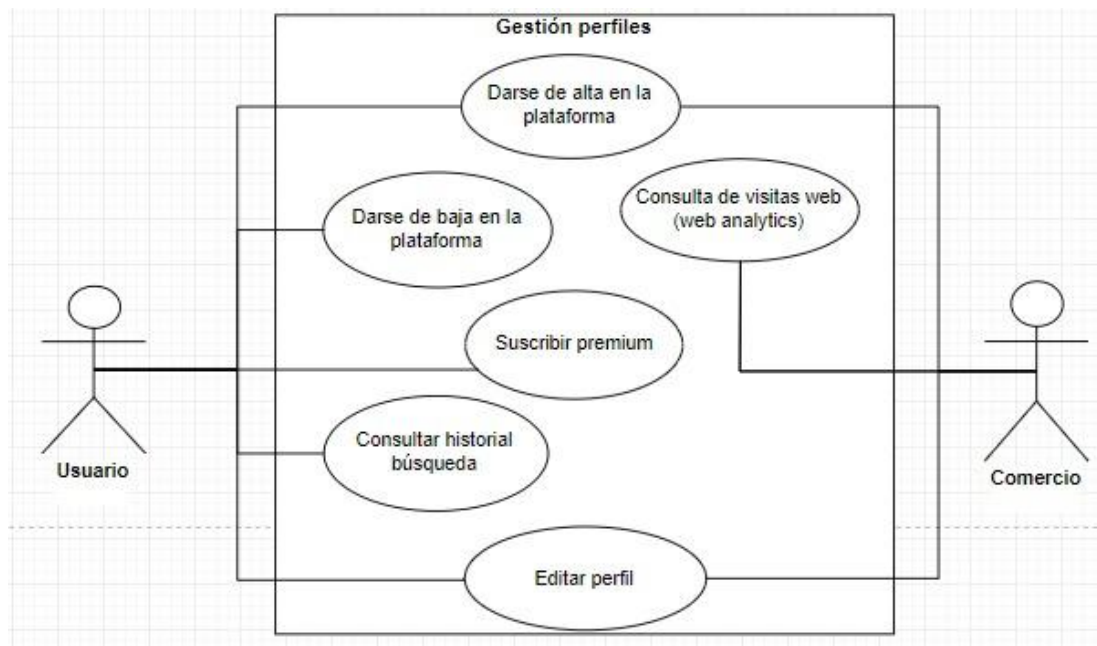 Gestión perfiles
Darse de alta en la
plataforma
Consulta de visitas web
(web analytics)
Darse de baja en la
plataforma
Suscribir premium
Consultar historial
búsqueda
Usuario
Comercio
Editar perfil